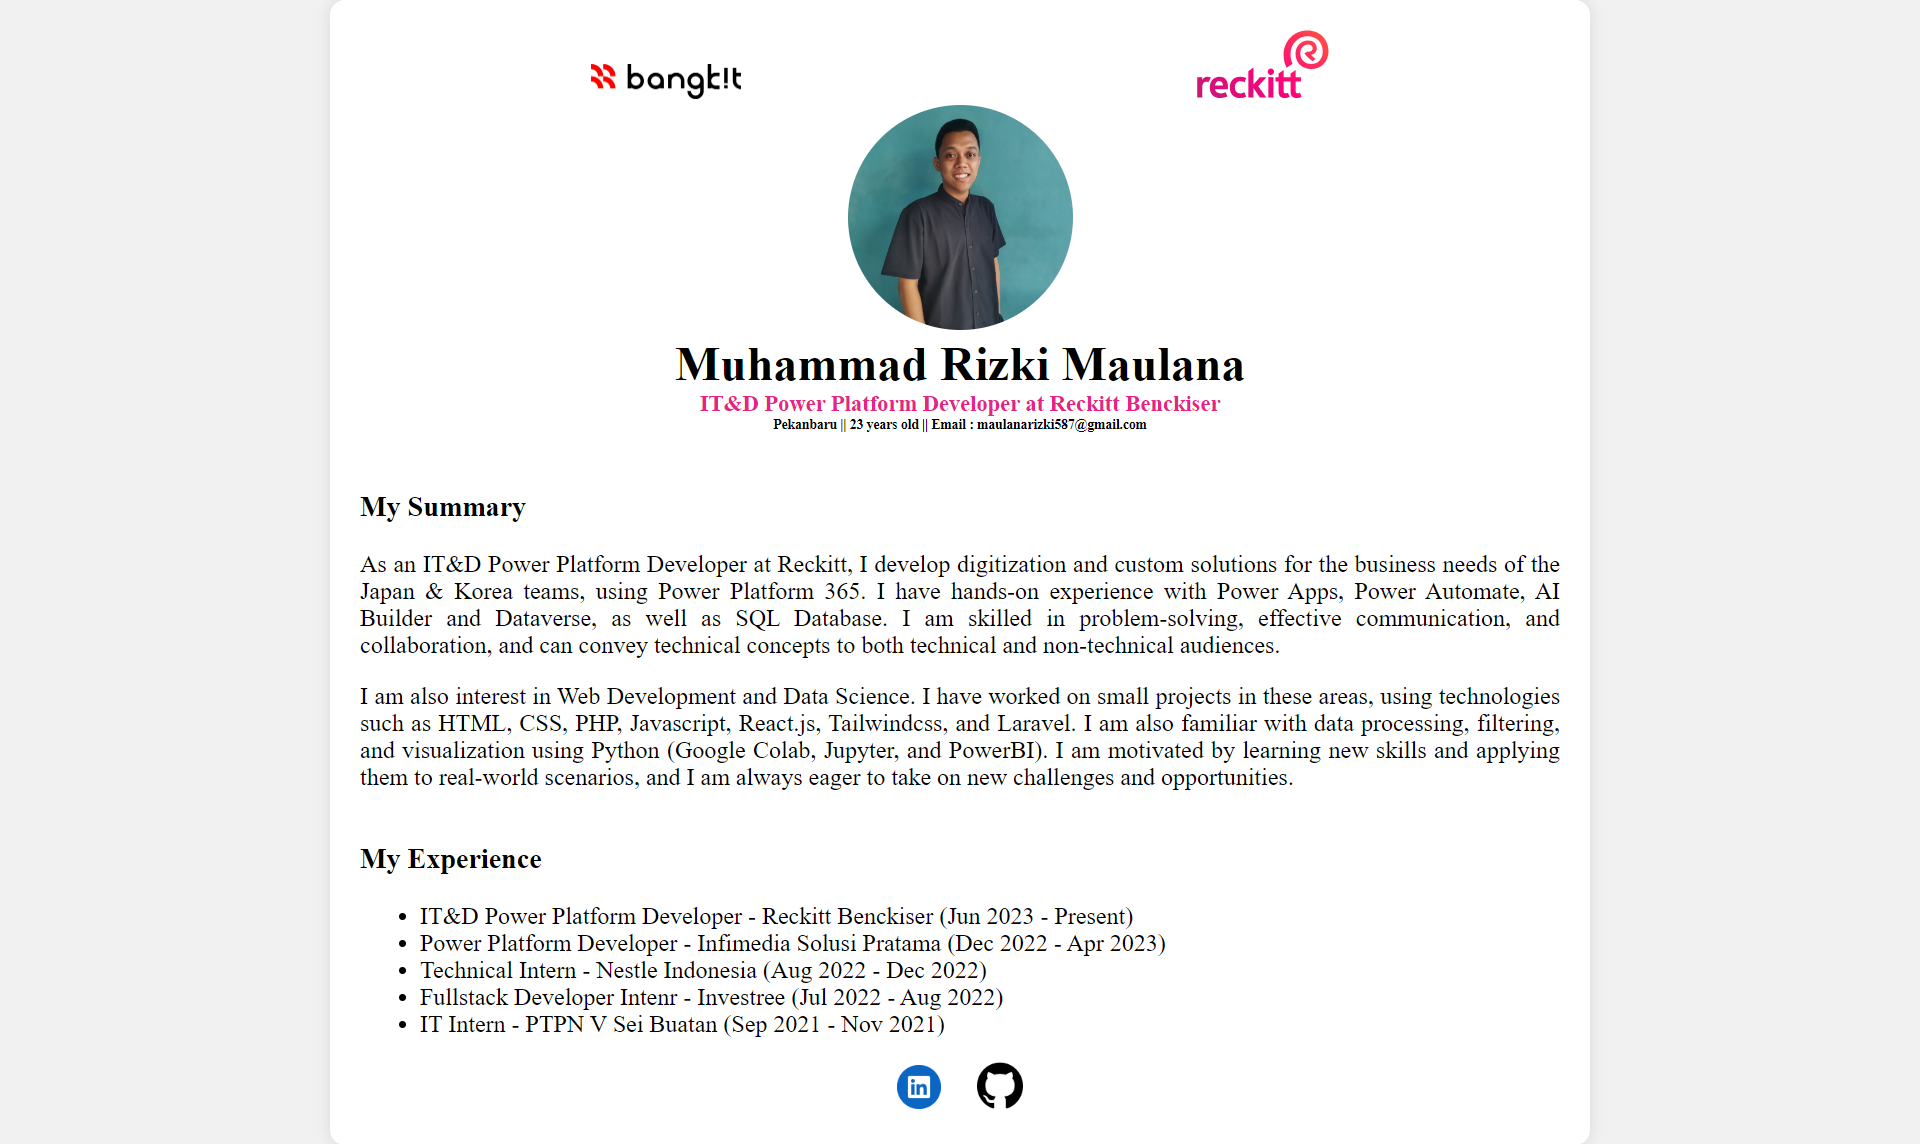 bangk!t
reckitt
Muhammad Rizki Maulana
IT&D Power Platform Developer at Reckitt Benckiser
Pekanbaru || 23 years old || Email : maulanarizki587@gmail.com
My Summary
As an IT&D Power Platform Developer at Reckitt, I develop digitization and custom solutions for the business needs of the
Japan & Korea teams, using Power Platform 365. I have hands-on experience with Power Apps, Power Automate, AI
Builder and Dataverse, as well as SQL Database. I am skilled in problem-solving, effective communication, and
collaboration, and can convey technical concepts to both technical and non-technical audiences.
I am also interest in Web Development and Data Science. I have worked on small projects in these areas, using technologies
such as HTML, CSS, PHP, Javascript, React.js, Tailwindcss, and Laravel. I am also familiar with data processing, filtering,
and visualization using Python (Google Colab, Jupyter, and PowerBI). I am motivated by learning new skills and applying
them to real-world scenarios, and I am always eager to take on new challenges and opportunities.
My Experience
• IT&D Power Platform Developer - Reckitt Benckiser (Jun 2023 - Present)
• Power Platform Developer - Infimedia Solusi Pratama (Dec 2022 - Apr 2023)
• Technical Intern - Nestle Indonesia (Aug 2022 - Dec 2022)
• Fullstack Developer Intenr - Investree (Jul 2022 - Aug 2022)
• IT Intern - PTPN V Sei Buatan (Sep 2021 - Nov 2021)
in